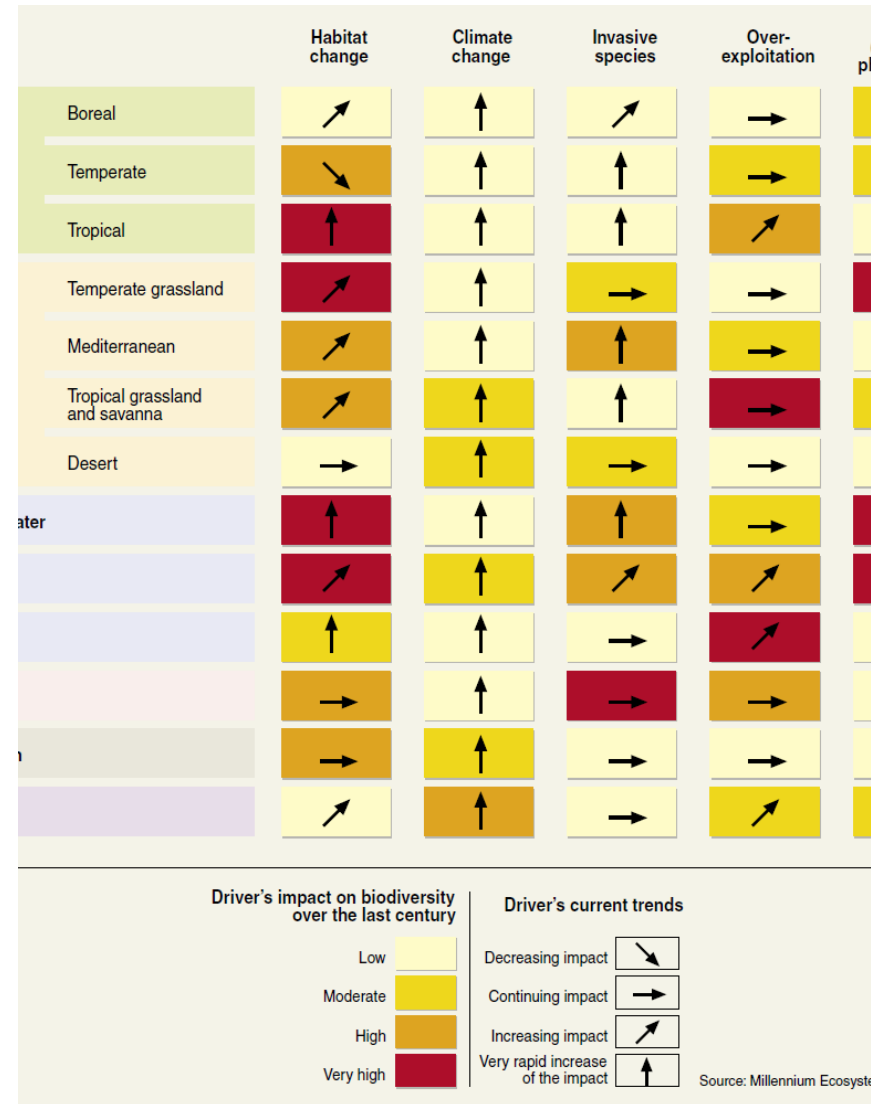 Habitat
change
Climate
change
Invasive
species
Over-
exploitation
pl
Boreal
Temperate
Tropical
Temperate grassland
Mediterranean
Tropical grassland
and savanna
Desert
ater
n
Driver's impact on biodiversity
over the last century
Low
Moderate
High
Very high
Driver's current trends
Decreasing impact
Continuing impact
Increasing impact
Very rapid increase
of the impact
Source: Millennium Ecosyste